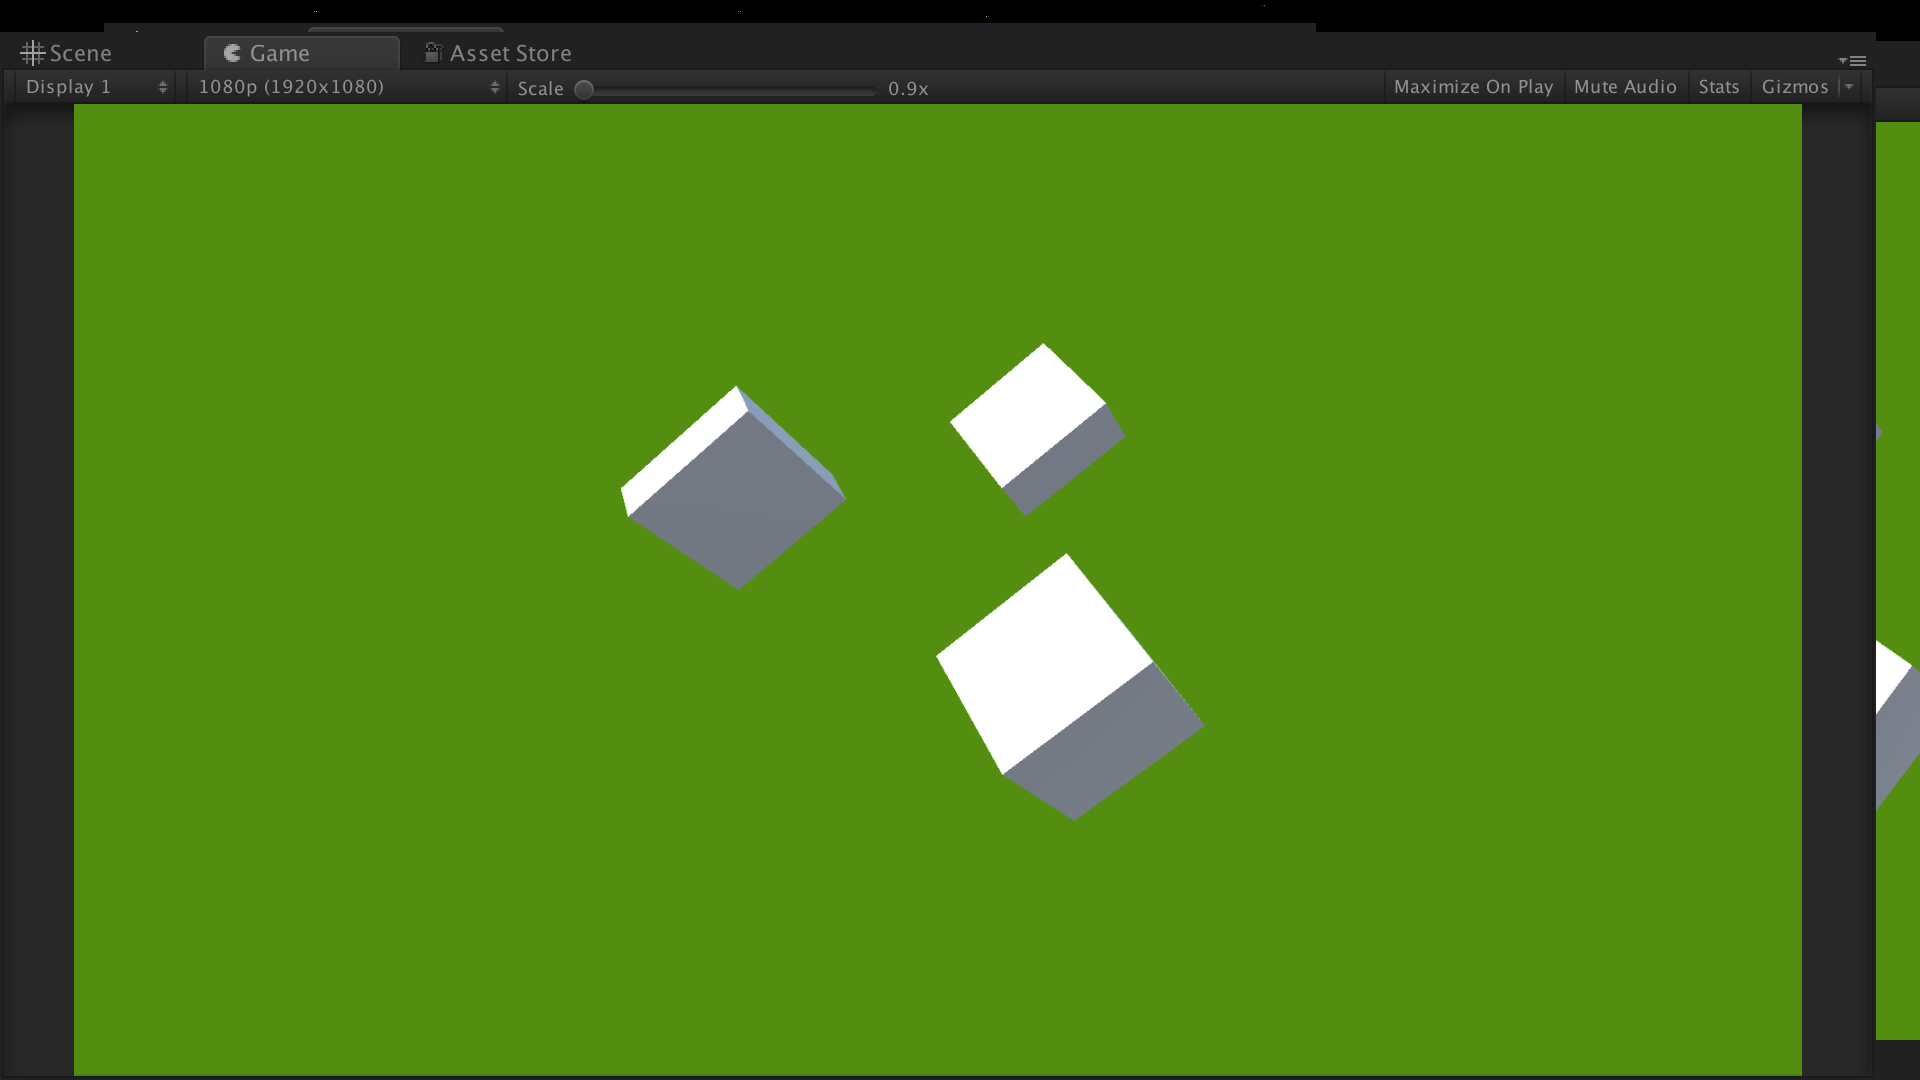 Scene Game Asset Store
Display 1 1080p (1920x1080) Scale 0.9x Maximize On Play Mute Audio Stats Gizmos